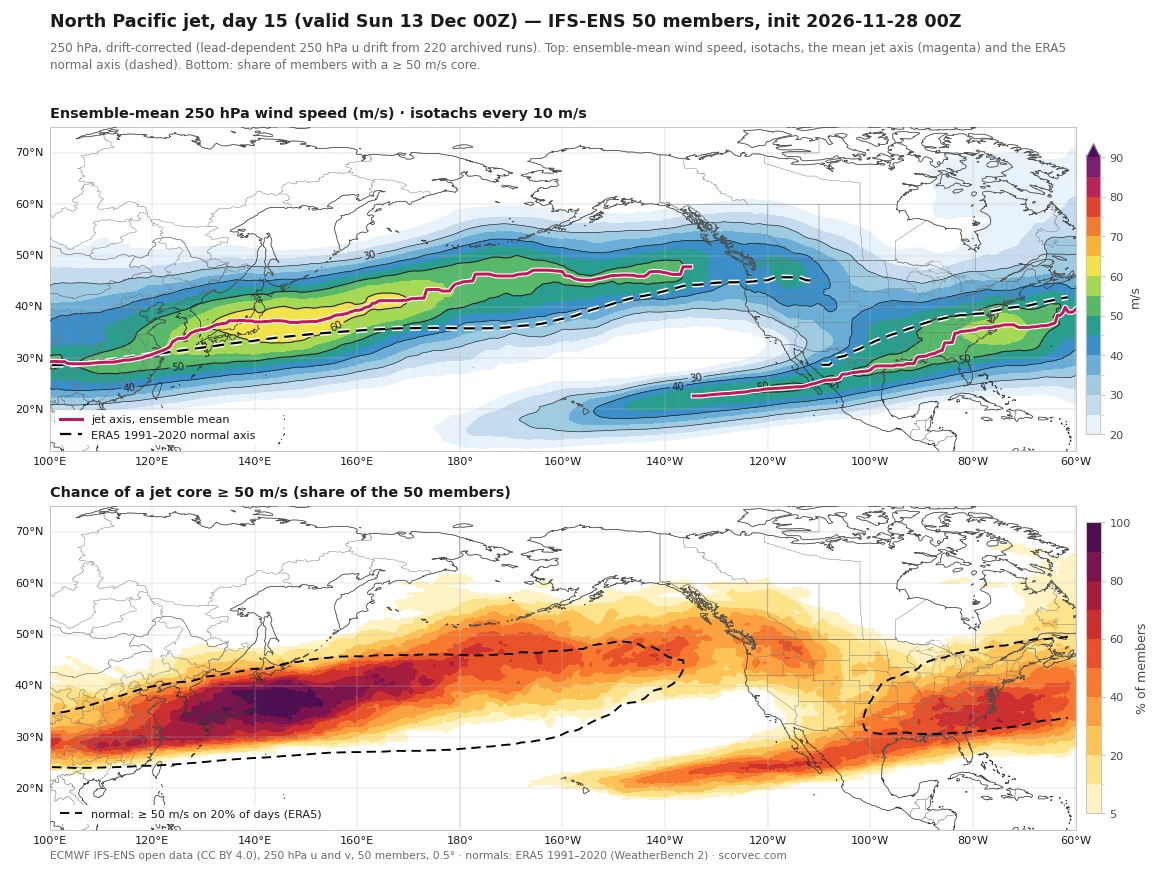 North Pacific jet, day 15 (valid Sun 13 Dec 00Z) — IFS-ENS 50 members, init 2026-11-28 00Z
250 hPa, drift-corrected (lead-dependent 250 hPa u drift from 220 archived runs). Top: ensemble-mean wind speed, isotachs, the mean jet axis (magenta) and the ERA5
normal axis (dashed). Bottom: share of members with a ≥ 50 m/s core.
Ensemble-mean 250 hPa wind speed (m/s) · isotachs every 10 m/s
70°N
60°N
50°N
40°N
30°N
20°N
30
60
50
40
30
40
50
50
50
jet axis, ensemble mean
ERA5 1991–2020 normal axis
100°E 120°E 140°E 160°E 180° 160°W 140°W 120°W 100°W 80°W 60°W
90
80
70
60
50
40
30
20
m/s
Chance of a jet core ≥ 50 m/s (share of the 50 members)
70°N
60°N
50°N
40°N
30°N
20°N
normal: ≥ 50 m/s on 20% of days (ERA5)
100°E 120°E 140°E 160°E 180° 160°W 140°W 120°W 100°W 80°W 60°W
100
80
60
40
20
5
% of members
ECMWF IFS-ENS open data (CC BY 4.0), 250 hPa u and v, 50 members, 0.5° · normals: ERA5 1991–2020 (WeatherBench 2) · scorvec.com